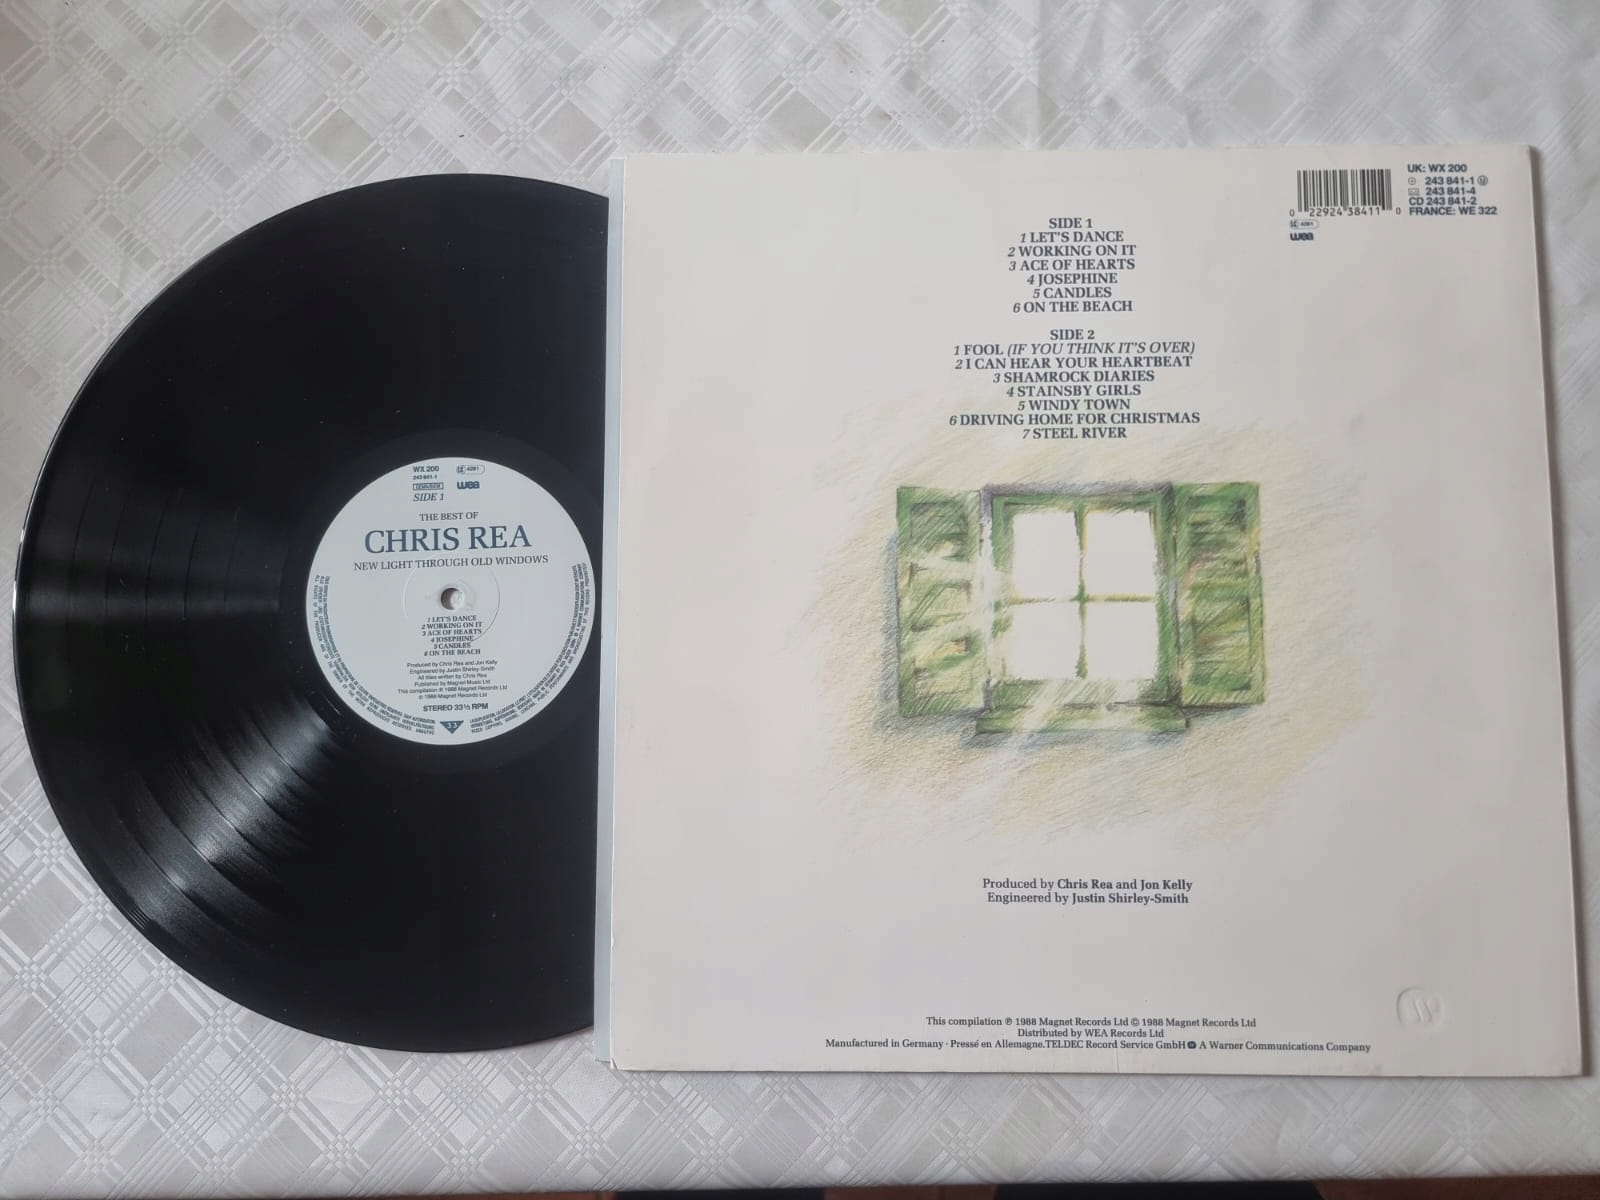 WX 200
243 841-1
4281
GEMA/BIEM
wea
SIDE 1
THE BEST OF
CHRIS REA
NEW LIGHT THROUGH OLD WINDOWS
1 LET'S DANCE
2 WORKING ON IT
3 ACE OF HEARTS
4 JOSEPHINE
5 CANDLES
6 ON THE BEACH
Produced by Chris Rea and Jon Kelly
Engineered by Justin Shirley-Smith
All titles written by Chris Rea
Published by Magnet Music Ltd
This compilation ℗ 1988 Magnet Records Ltd
© 1988 Magnet Records Ltd
STEREO 33⅓ RPM
33
SIDE 1
1 LET'S DANCE
2 WORKING ON IT
3 ACE OF HEARTS
4 JOSEPHINE
5 CANDLES
6 ON THE BEACH
SIDE 2
1 FOOL (IF YOU THINK IT'S OVER)
2 I CAN HEAR YOUR HEARTBEAT
3 SHAMROCK DIARIES
4 STAINSBY GIRLS
5 WINDY TOWN
6 DRIVING HOME FOR CHRISTMAS
7 STEEL RIVER
0 22924 38411 0
4281
wea
UK: WX 200
243 841-1 U
243 841-4
CD 243 841-2
FRANCE: WE 322
Produced by Chris Rea and Jon Kelly
Engineered by Justin Shirley-Smith
This compilation ℗ 1988 Magnet Records Ltd © 1988 Magnet Records Ltd
Distributed by WEA Records Ltd
Manufactured in Germany · Pressé en Allemagne.TELDEC Record Service GmbH A Warner Communications Company